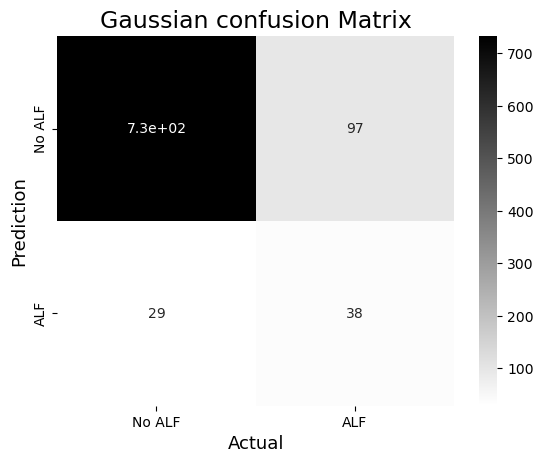 Gaussian confusion Matrix
No ALF
ALF
Prediction
7.3e+02
97
29
38
No ALF
ALF
Actual
700
600
500
400
300
200
100